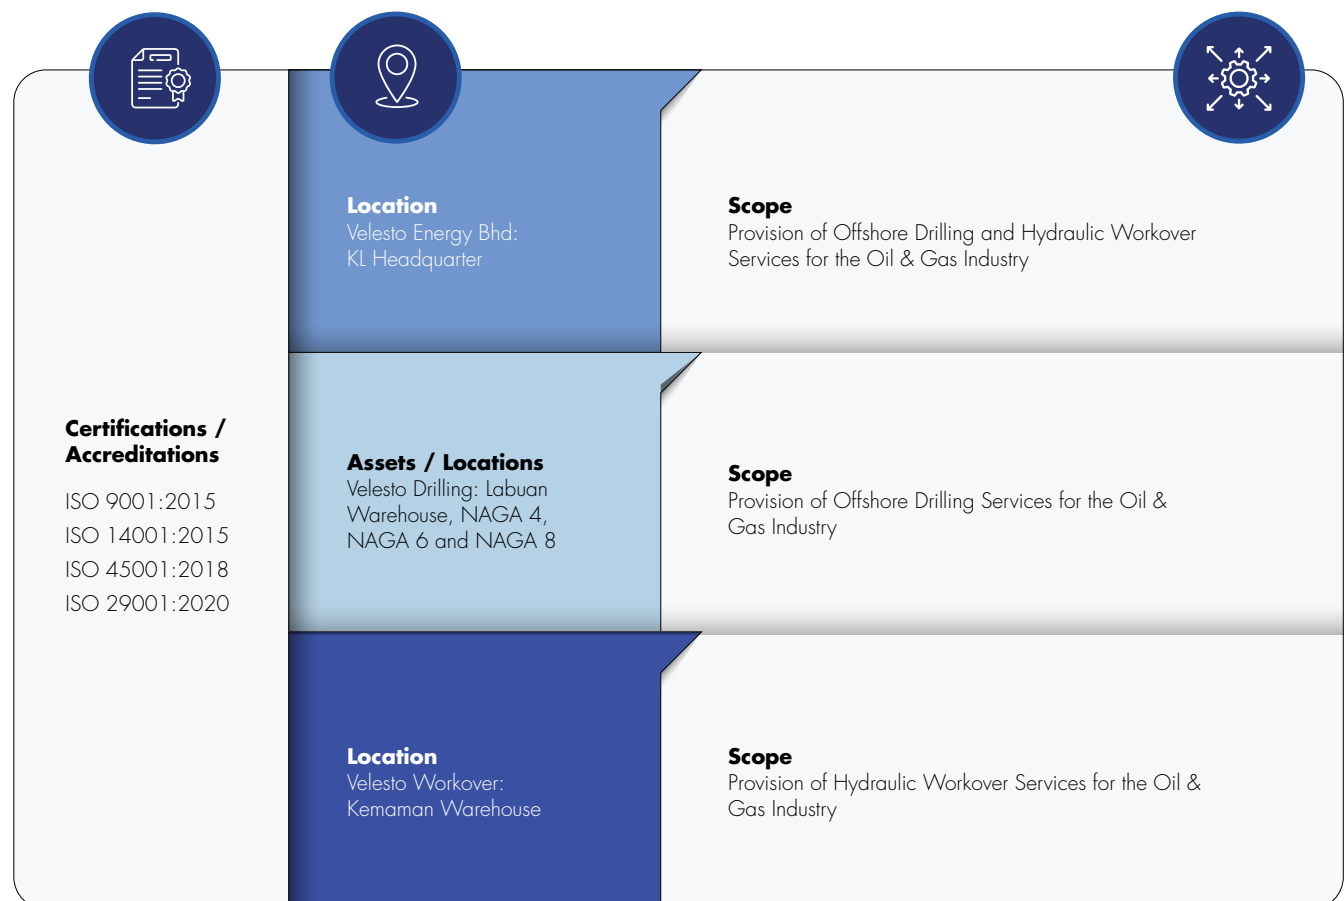 Certifications /
Accreditations
ISO 9001:2015
ISO 14001:2015
ISO 45001:2018
ISO 29001:2020
Location
Velesto Energy Bhd:
KL Headquarter
Scope
Provision of Offshore Drilling and Hydraulic Workover
Services for the Oil & Gas Industry
Assets / Locations
Velesto Drilling: Labuan
Warehouse, NAGA 4,
NAGA 6 and NAGA 8
Scope
Provision of Offshore Drilling Services for the Oil &
Gas Industry
Location
Velesto Workover:
Kemaman Warehouse
Scope
Provision of Hydraulic Workover Services for the Oil &
Gas Industry